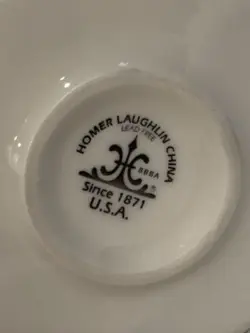 HOMER LAUGHLIN CHINA
LEAD FREE
BBBA
®
Since 1871
U.S.A.